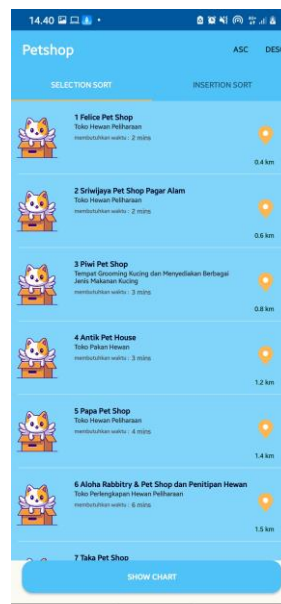 14.40
Petshop
ASC
DESC
SELECTION SORT
INSERTION SORT
1 Felice Pet Shop
Toko Hewan Peliharaan
membutuhkan waktu : 2 mins
0.4 km
2 Sriwijaya Pet Shop Pagar Alam
Toko Hewan Peliharaan
membutuhkan waktu : 2 mins
0.6 km
3 Piwi Pet Shop
Tempat Grooming Kucing dan Menyediakan Berbagai
Jenis Makanan Kucing
membutuhkan waktu : 3 mins
0.8 km
4 Antik Pet House
Toko Pakan Hewan
membutuhkan waktu : 3 mins
1.2 km
5 Papa Pet Shop
Toko Hewan Peliharaan
membutuhkan waktu : 4 mins
1.4 km
6 Aloha Rabbitry & Pet Shop dan Penitipan Hewan
Toko Perlengkapan Hewan Peliharaan
membutuhkan waktu : 6 mins
1.5 km
7 Taka Pet Shop
SHOW CHART